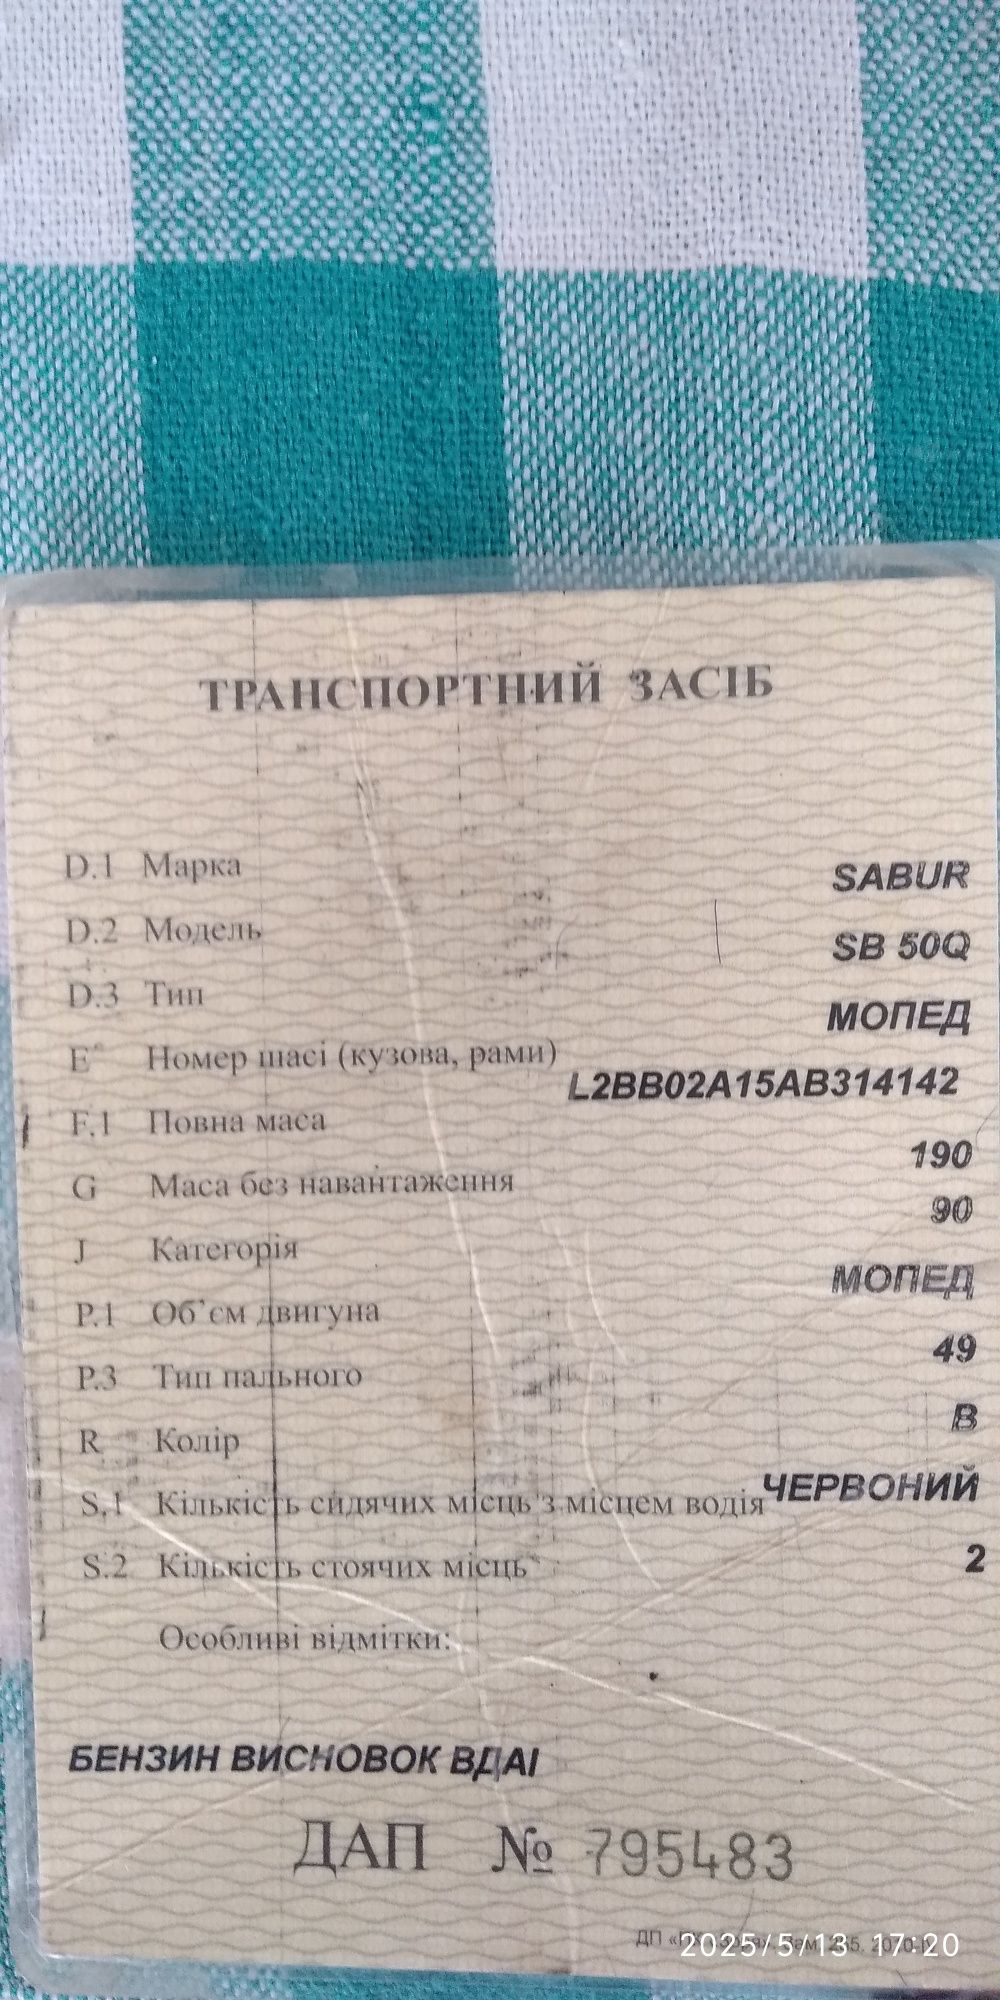 ТРАНСПОРТНИЙ ЗАСІБ
D.1 Марка SABUR
D.2 Модель SB 50Q
D.3 Тип МОПЕД
E Номер шасі (кузова, рами) L2BB02A15AB314142
F.1 Повна маса 190
G Маса без навантаження 90
J Категорія МОПЕД
P.1 Об'єм двигуна 49
P.3 Тип пального B
R Колір ЧЕРВОНИЙ
S.1 Кількість сидячих місць з місцем водія 2
S.2 Кількість стоячих місць
Особливі відмітки:
БЕНЗИН ВИСНОВОК ВДАІ
ДАП № 795483
ДП
2025/5/13 17:20